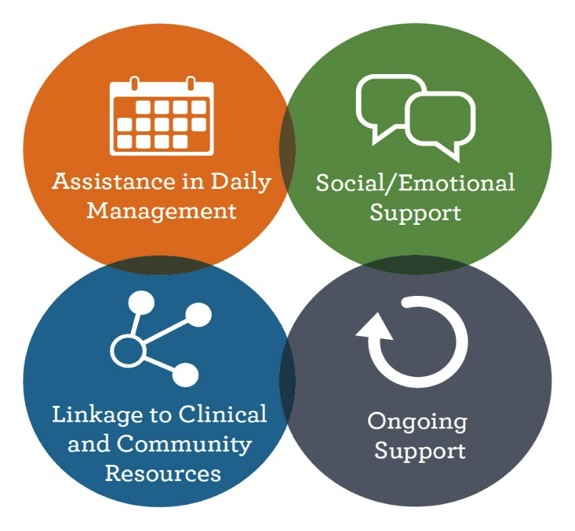 Assistance in Daily
Management
Social/Emotional
Support
Linkage to Clinical
and Community
Resources
Ongoing
Support